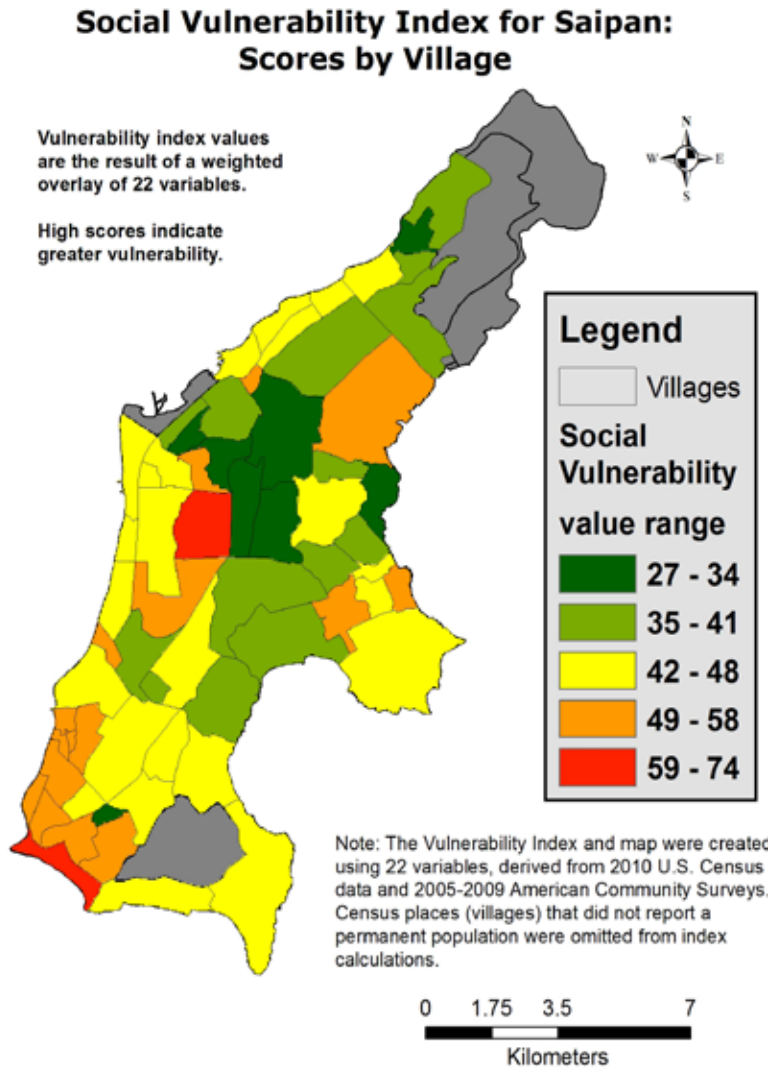 Social Vulnerability Index for Saipan:
Scores by Village
Vulnerability index values
are the result of a weighted
overlay of 22 variables.
High scores indicate
greater vulnerability.
N
W
E
S
Legend
Villages
Social
Vulnerability
value range
27 - 34
35 - 41
42 - 48
49 - 58
59 - 74
Note: The Vulnerability Index and map were created
using 22 variables, derived from 2010 U.S. Census
data and 2005-2009 American Community Surveys.
Census places (villages) that did not report a
permanent population were omitted from index
calculations.
0 1.75 3.5 7
Kilometers